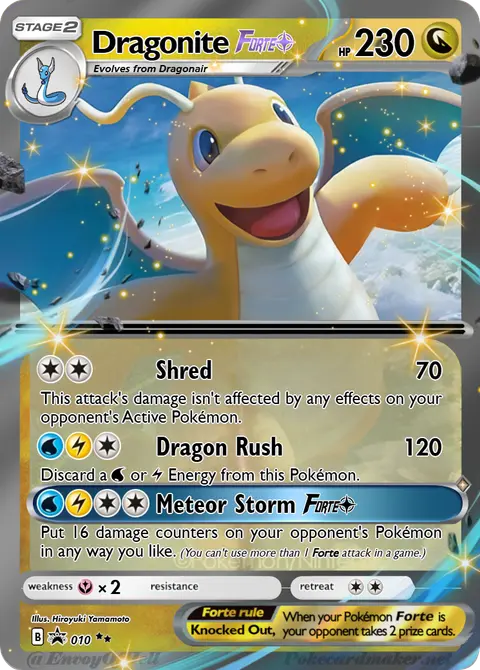 STAGE2
Dragonite FORTE HP 230
Evolves from Dragonair
Shred 70
This attack's damage isn't affected by any effects on your
opponent's Active Pokémon.
Dragon Rush 120
Discard a or Energy from this Pokémon.
Meteor Storm FORTE
Put 16 damage counters on your opponent's Pokémon
in any way you like. (You can't use more than 1 Forte attack in a game.)
©Pokémon/Nintendo
weakness × 2 resistance retreat
Illus. Hiroyuki Yamamoto
Forte rule
When your Pokémon Forte is
Knocked Out, your opponent takes 2 prize cards.
B 010
Pokecardmaker.net